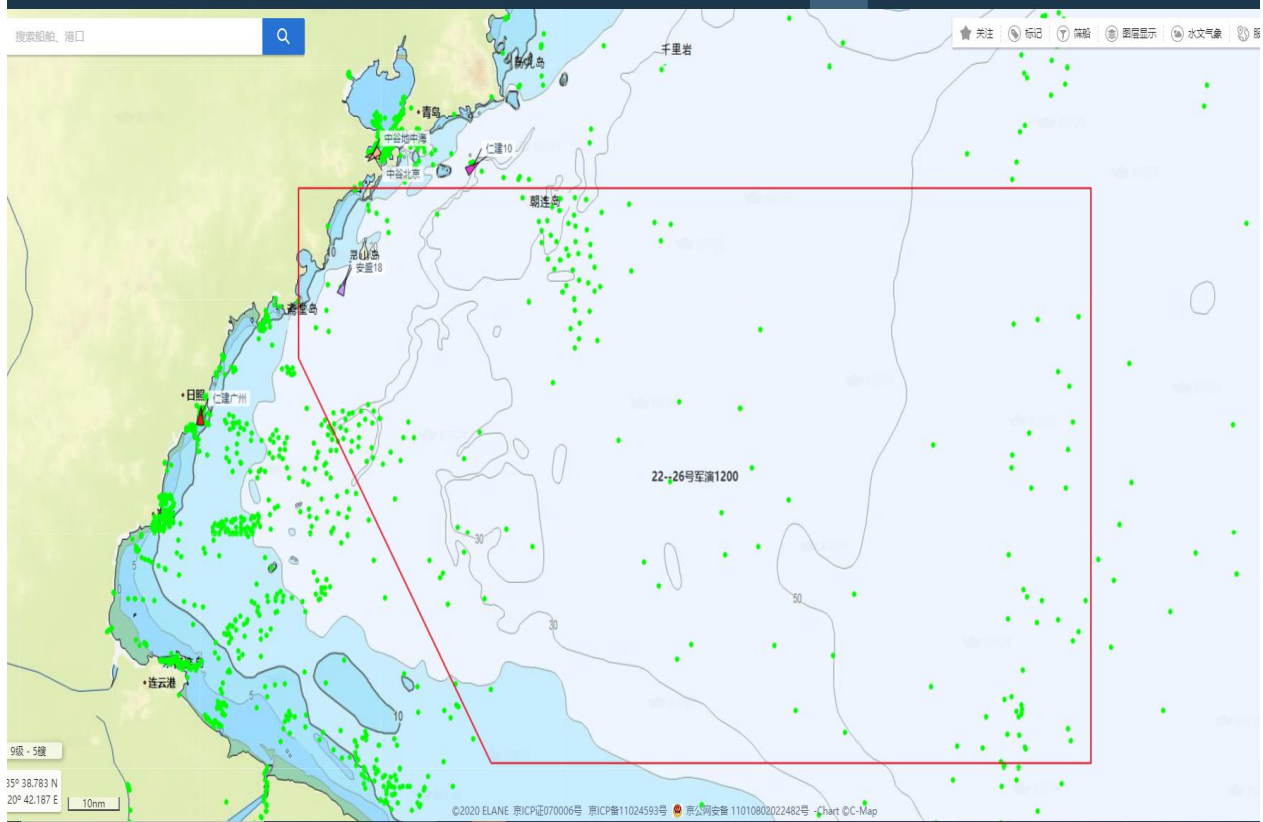 搜索船舶、港口
关注
标记
筛船
图层显示
水文气象
千里岩
青岛
中谷地中海
仁建10
中谷北京
朝连岛
10
20
安盛18
斋堂岛
日照
仁建广州
22--26号军演1200
30
5
0
50
30
连云港
5
10
9级 - 5艘
35º 38.783 N
20º 42.187 E
10nm
©2020 ELANE 京ICP证070006号 京ICP备11024593号 京公网安备 11010802022482号 -Chart ©C-Map